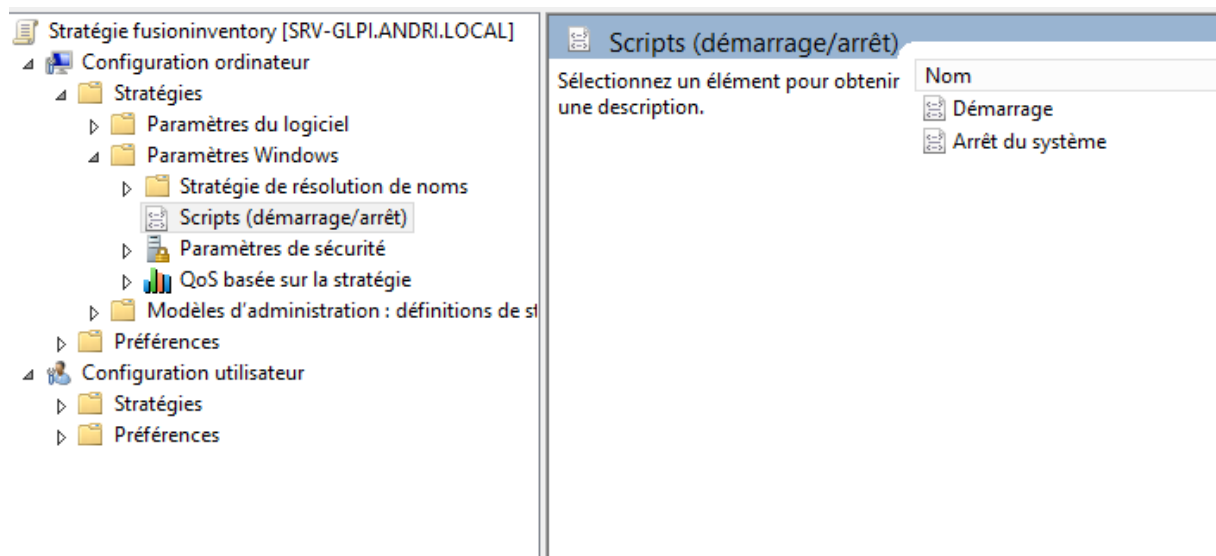 Stratégie fusioninventory [SRV-GLPI.ANDRI.LOCAL]
Configuration ordinateur
Stratégies
Paramètres du logiciel
Paramètres Windows
Stratégie de résolution de noms
Scripts (démarrage/arrêt)
Paramètres de sécurité
QoS basée sur la stratégie
Modèles d'administration : définitions de st
Préférences
Configuration utilisateur
Stratégies
Préférences
Scripts (démarrage/arrêt)
Sélectionnez un élément pour obtenir
une description.
Nom
Démarrage
Arrêt du système